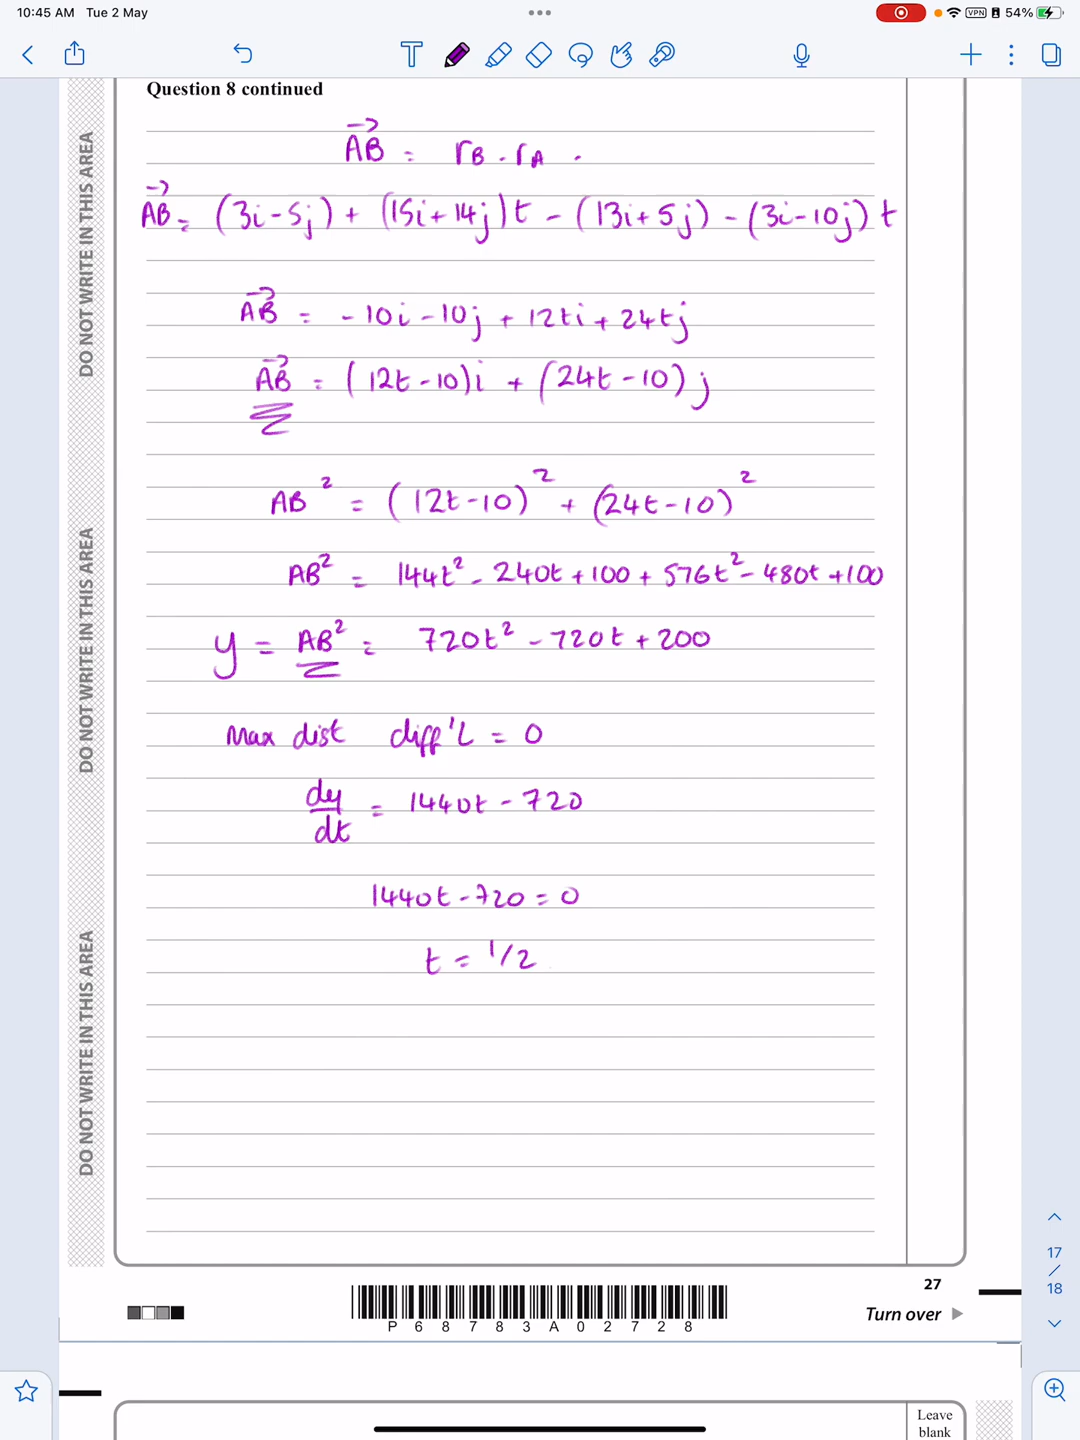 10:45 AM Tue 2 May
VPN 54%
Question 8 continued
AB = rB - rA .
AB = (3i-5j) + (15i+14j)t - (13i+5j) - (3i-10j)t
AB = -10i -10j + 12ti + 24tj
AB = (12t-10)i + (24t-10)j
AB² = (12t-10)² + (24t-10)²
AB² = 144t² - 240t + 100 + 576t² - 480t + 100
y = AB² = 720t² - 720t + 200
Max dist diff'L = 0
dy/dt = 1440t - 720
1440t - 720 = 0
t = 1/2
DO NOT WRITE IN THIS AREA
DO NOT WRITE IN THIS AREA
DO NOT WRITE IN THIS AREA
17
/
18
27
Turn over
P 6 8 7 8 3 A 0 2 7 2 8
Leave
blank